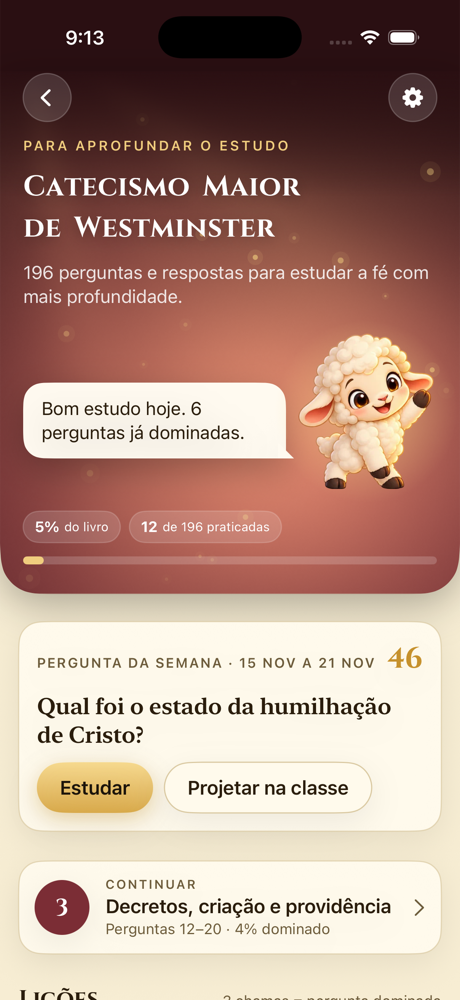 9:13
PARA APROFUNDAR O ESTUDO
Catecismo Maior
de Westminster
196 perguntas e respostas para estudar a fé com
mais profundidade.
Bom estudo hoje. 6
perguntas já dominadas.
5% do livro
12 de 196 praticadas
PERGUNTA DA SEMANA · 15 NOV A 21 NOV
46
Qual foi o estado da humilhação
de Cristo?
Estudar
Projetar na classe
3
CONTINUAR
Decretos, criação e providência
Perguntas 12–20 · 4% dominado
Lições